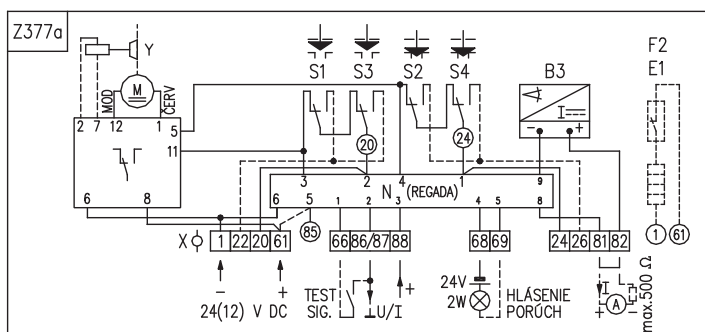 Z377a
Y
M
MOD
ČERV
2 7 12 1
5
11
6 8
S1 S3 S2 S4
20
24
B3
I
- +
F2
E1
3 2 4 1 9
N (REGADA)
6 5 1 2 3 4 5 8
85
X 1 22 20 61 66 86/87 88 68 69 24 26 81 82
1 61
- +
24(12) V DC
TEST
SIG.
U/I
+
24V
2W
HLÁSENIE
PORÚCH
I
+ A -
max.500 Ω